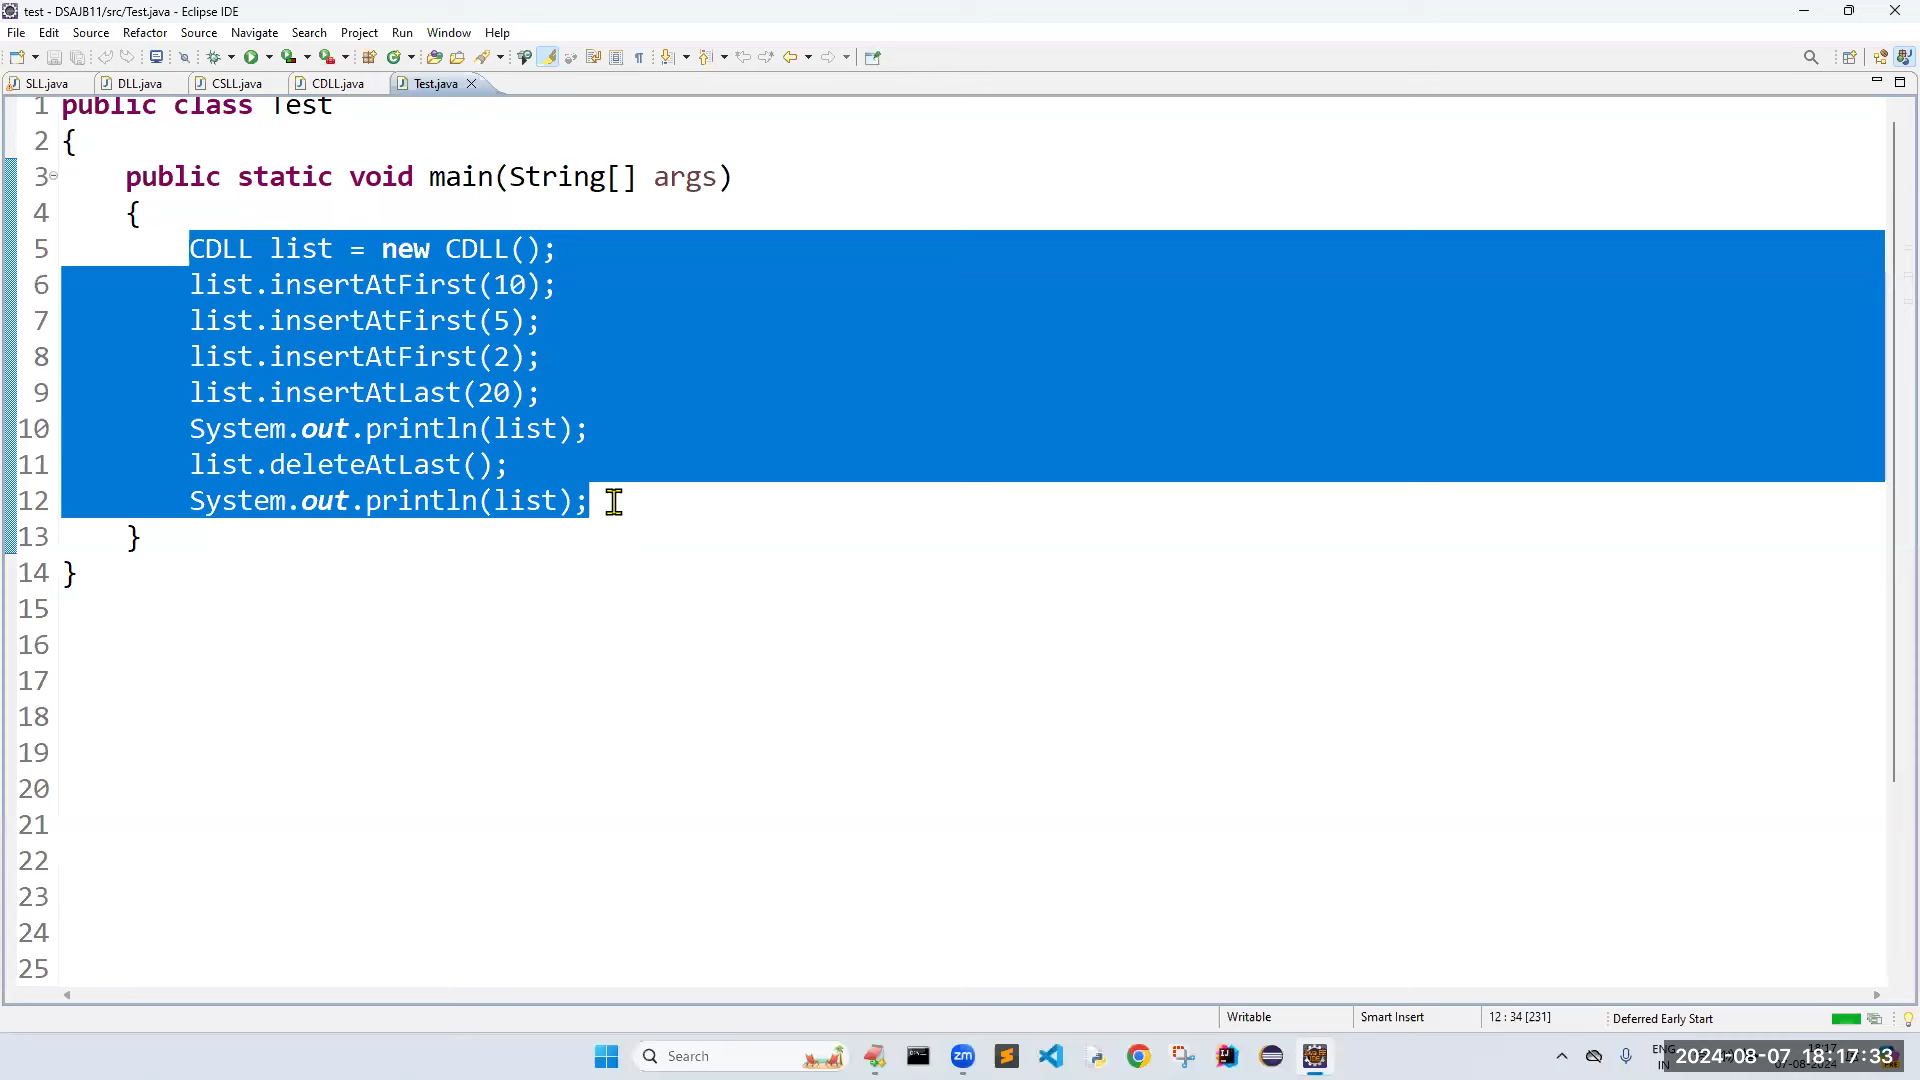 test - DSAJB11/src/Test.java - Eclipse IDE
File Edit Source Refactor Source Navigate Search Project Run Window Help
SLL.java DLL.java CSLL.java CDLL.java Test.java
1 public class Test
2 {
3 public static void main(String[] args)
4 {
5 CDLL list = new CDLL();
6 list.insertAtFirst(10);
7 list.insertAtFirst(5);
8 list.insertAtFirst(2);
9 list.insertAtLast(20);
10 System.out.println(list);
11 list.deleteAtLast();
12 System.out.println(list);
13 }
14 }
15
16
17
18
19
20
21
22
23
24
25
Writable Smart Insert 12 : 34 [231] Deferred Early Start
Search
ENG
IN
2024-08-07 18:17:33